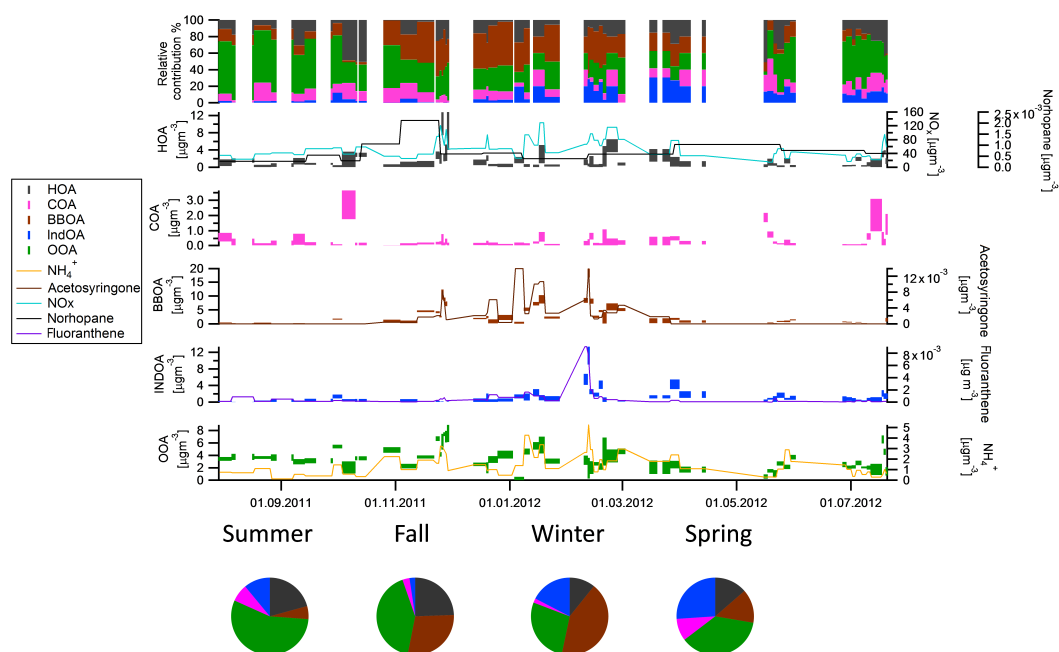 Relative
contribution %
100
80
60
40
20
0
HOA
[µgm-3]
12
8
4
0
160
120
80
40
0
NOx [µgm-3]
2.5x10-3
2.0
1.5
1.0
0.5
0.0
Norhopane [µgm-3]
COA
[µgm-3]
3.0
2.0
1.0
0.0
HOA
COA
BBOA
IndOA
OOA
NH4+
Acetosyringone
NOx
Norhopane
Fluoranthene
BBOA
[µgm-3]
20
15
10
5
0
12x10-3
8
4
0
Acetosyringone
[µgm-3]
INDOA
[µgm-3]
12
8
4
0
8x10-3
6
4
2
0
Fluoranthene
[µg m-3]
OOA
[µgm-3]
8
6
4
2
0
5
4
3
2
1
0
NH4+
[µgm-3]
01.09.2011 01.11.2011 01.01.2012 01.03.2012 01.05.2012 01.07.2012
Summer Fall Winter Spring